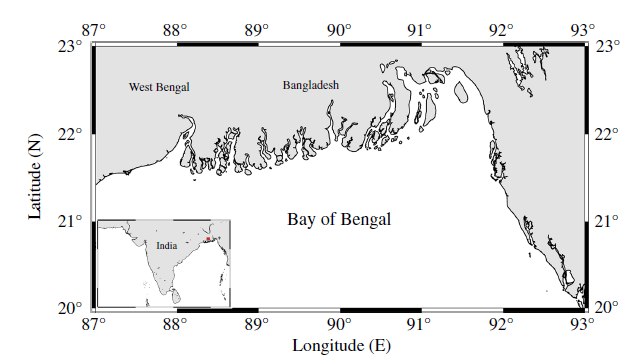 87° 88° 89° 90° 91° 92° 93°
23° 23°
West Bengal Bangladesh
22° 22°
Latitude (N)
21° 21°
Bay of Bengal
India
20° 20°
87° 88° 89° 90° 91° 92° 93°
Longitude (E)